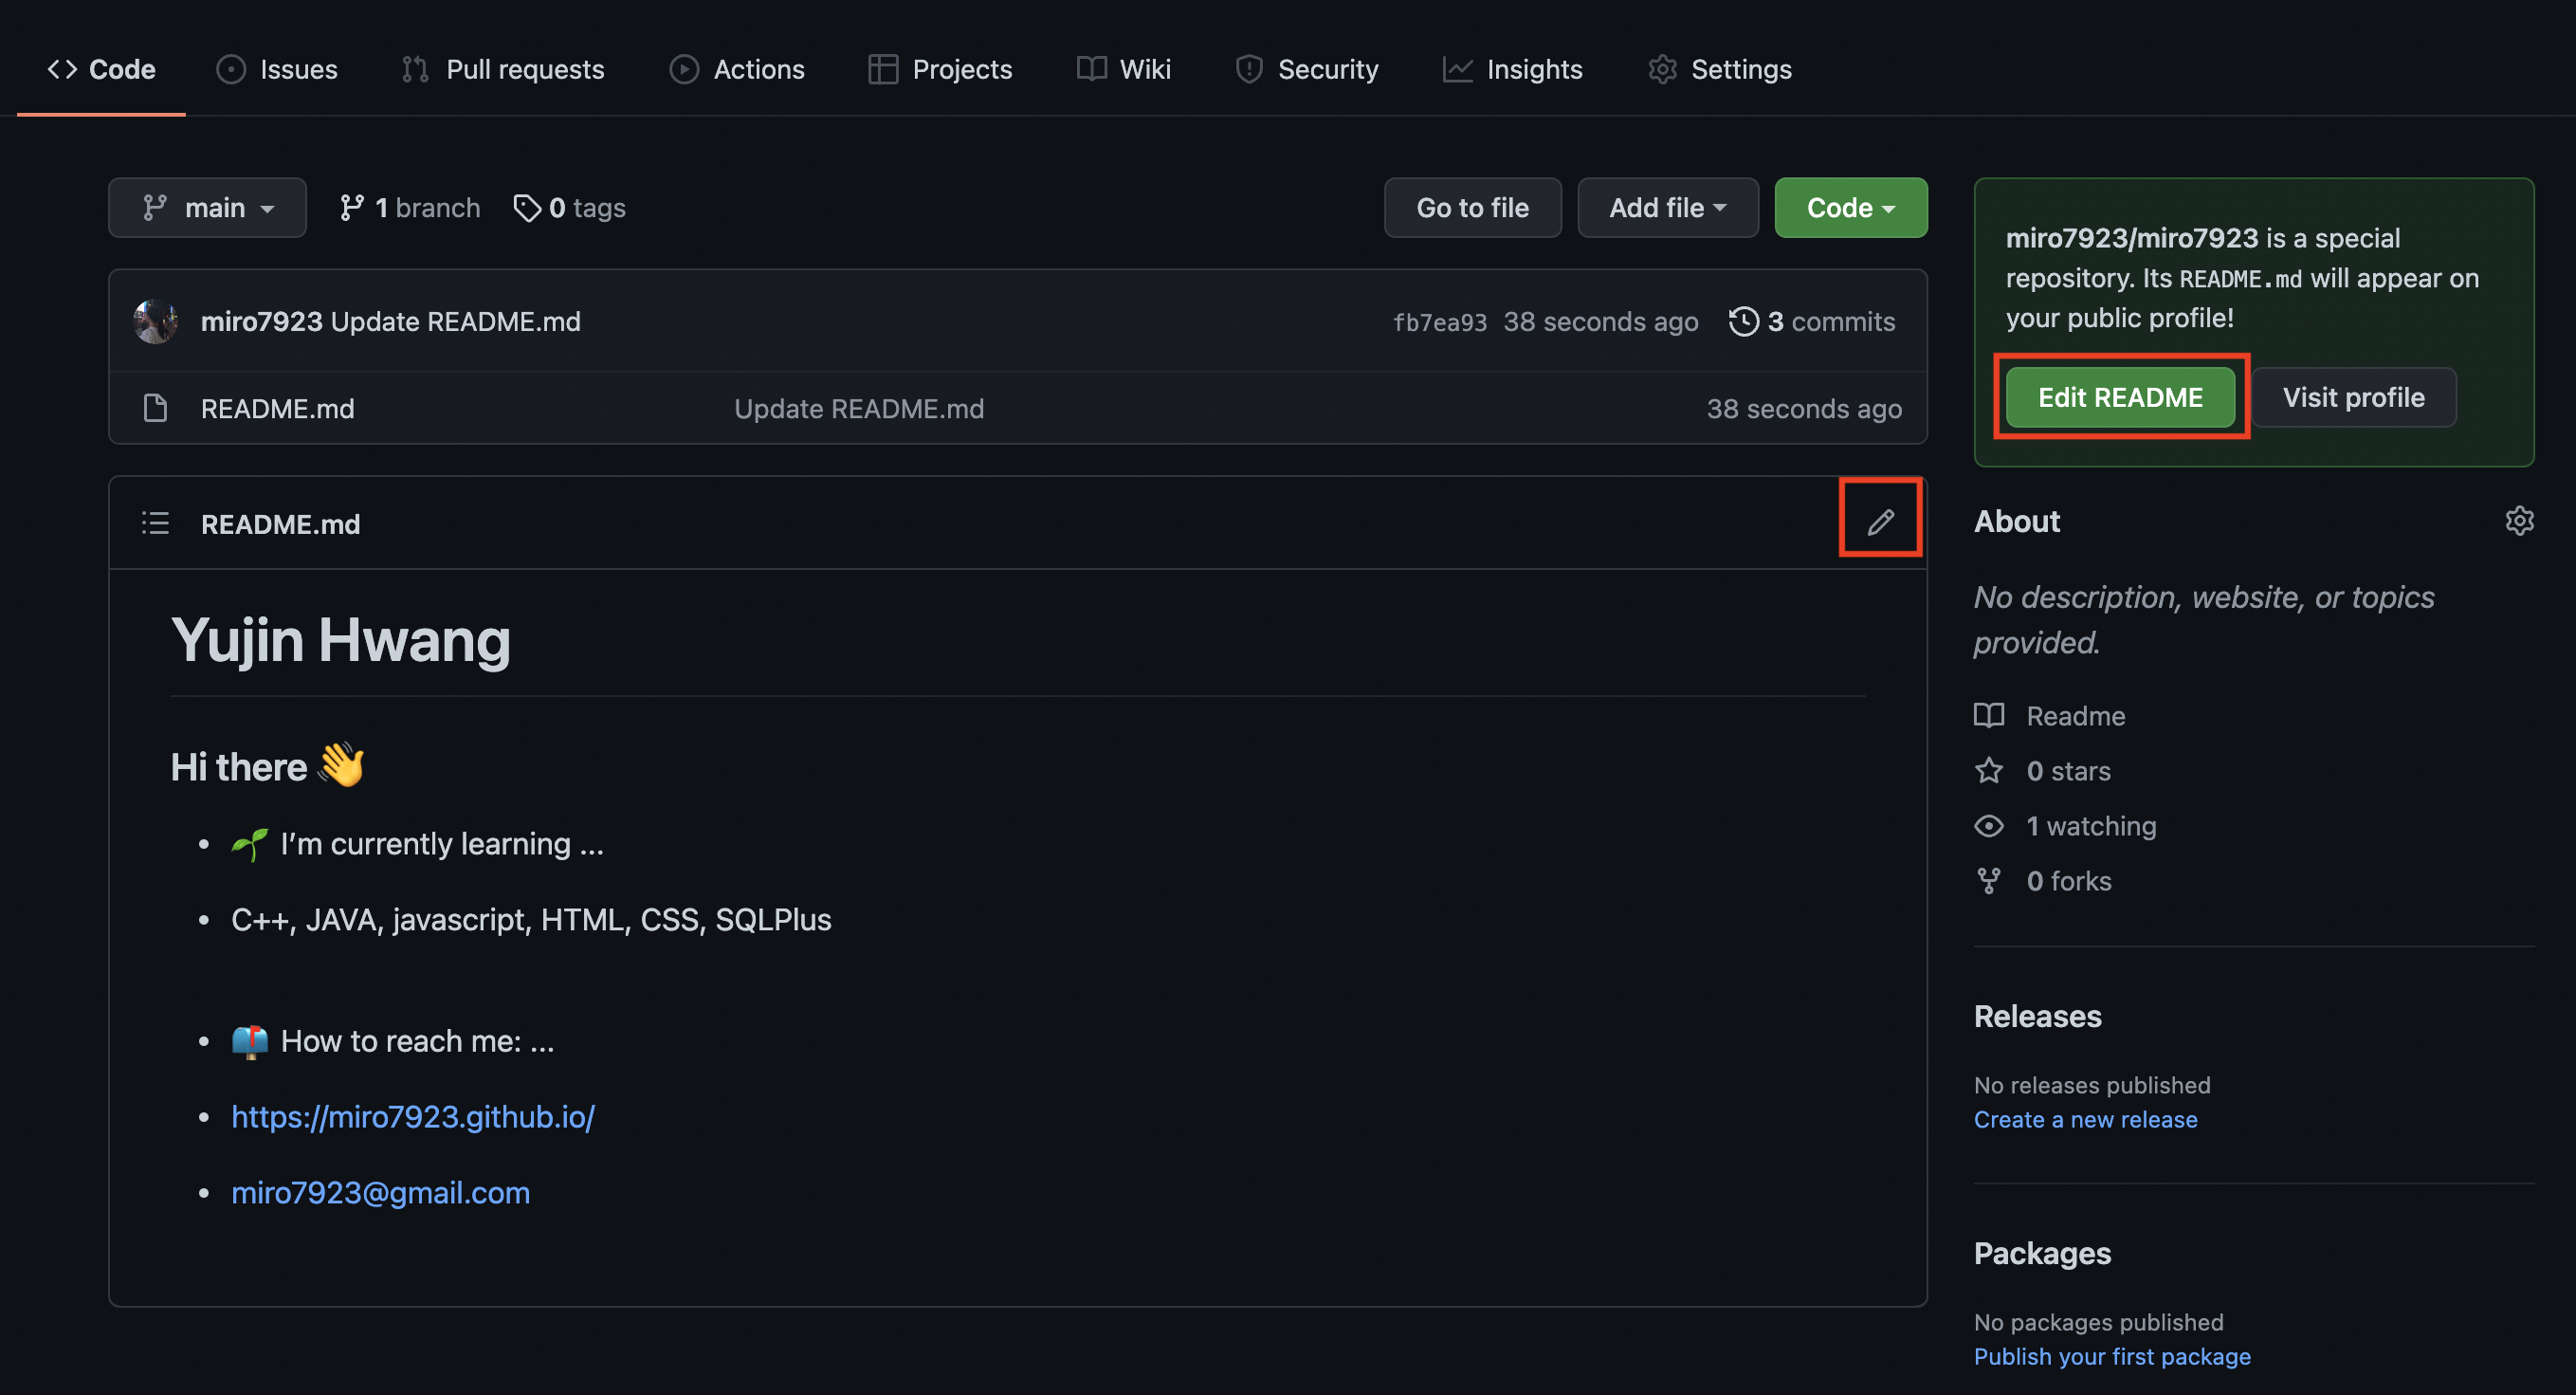 Code Issues Pull requests Actions Projects Wiki Security Insights Settings
main 1 branch 0 tags Go to file Add file Code
miro7923 Update README.md fb7ea93 38 seconds ago 3 commits
README.md Update README.md 38 seconds ago
README.md
Yujin Hwang
Hi there 👋
• 🌱 I’m currently learning ...
• C++, JAVA, javascript, HTML, CSS, SQLPlus
• 📫 How to reach me: ...
• https://miro7923.github.io/
• miro7923@gmail.com
miro7923/miro7923 is a special
repository. Its README.md will appear on
your public profile!
Edit README Visit profile
About
No description, website, or topics
provided.
Readme
0 stars
1 watching
0 forks
Releases
No releases published
Create a new release
Packages
No packages published
Publish your first package